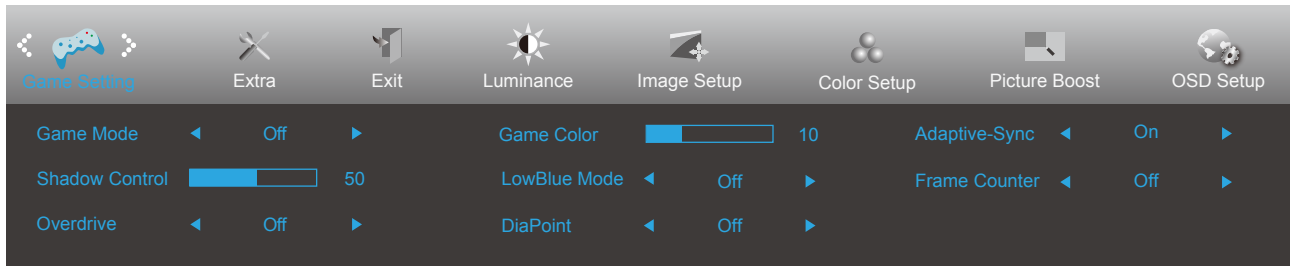 Game Setting Extra Exit Luminance Image Setup Color Setup Picture Boost OSD Setup
Game Mode Off Game Color 10 Adaptive-Sync On
Shadow Control 50 LowBlue Mode Off Frame Counter Off
Overdrive Off DiaPoint Off